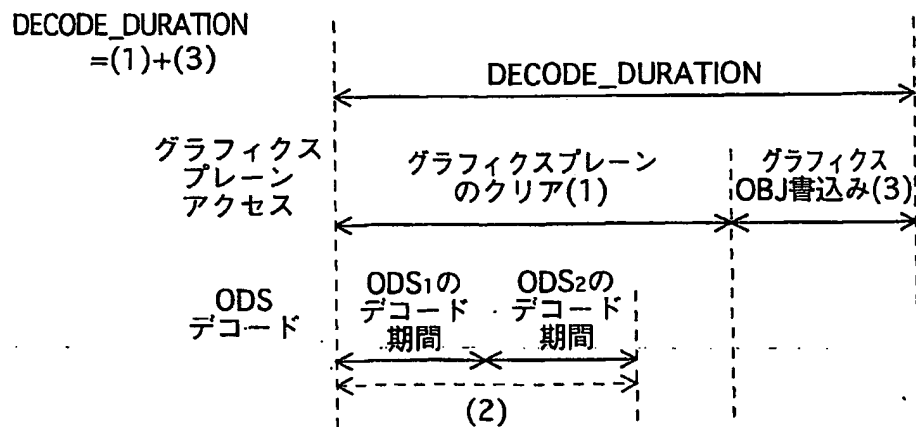 DECODE_DURATION
=(1)+(3)
DECODE_DURATION
グラフィクス
プレーン
アクセス
グラフィクスプレーン
のクリア(1)
グラフィクス
OBJ書込み(3)
ODS
デコード
ODS1の
デコード
期間
ODS2の
デコード
期間
(2)